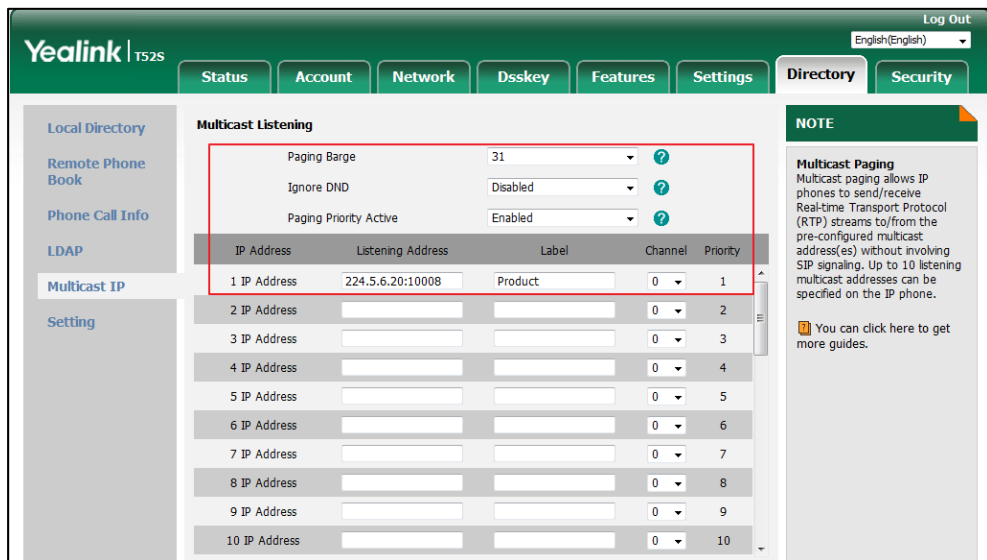 Log Out
Yealink T52S
English(English)
Status Account Network Dsskey Features Settings Directory Security
Local Directory
Remote Phone
Book
Phone Call Info
LDAP
Multicast IP
Setting
Multicast Listening
Paging Barge 31 ?
Ignore DND Disabled ?
Paging Priority Active Enabled ?
IP Address Listening Address Label Channel Priority
1 IP Address 224.5.6.20:10008 Product 0 1
2 IP Address 0 2
3 IP Address 0 3
4 IP Address 0 4
5 IP Address 0 5
6 IP Address 0 6
7 IP Address 0 7
8 IP Address 0 8
9 IP Address 0 9
10 IP Address 0 10
NOTE
Multicast Paging
Multicast paging allows IP
phones to send/receive
Real-time Transport Protocol
(RTP) streams to/from the
pre-configured multicast
address(es) without involving
SIP signaling. Up to 10 listening
multicast addresses can be
specified on the IP phone.
? You can click here to get
more guides.